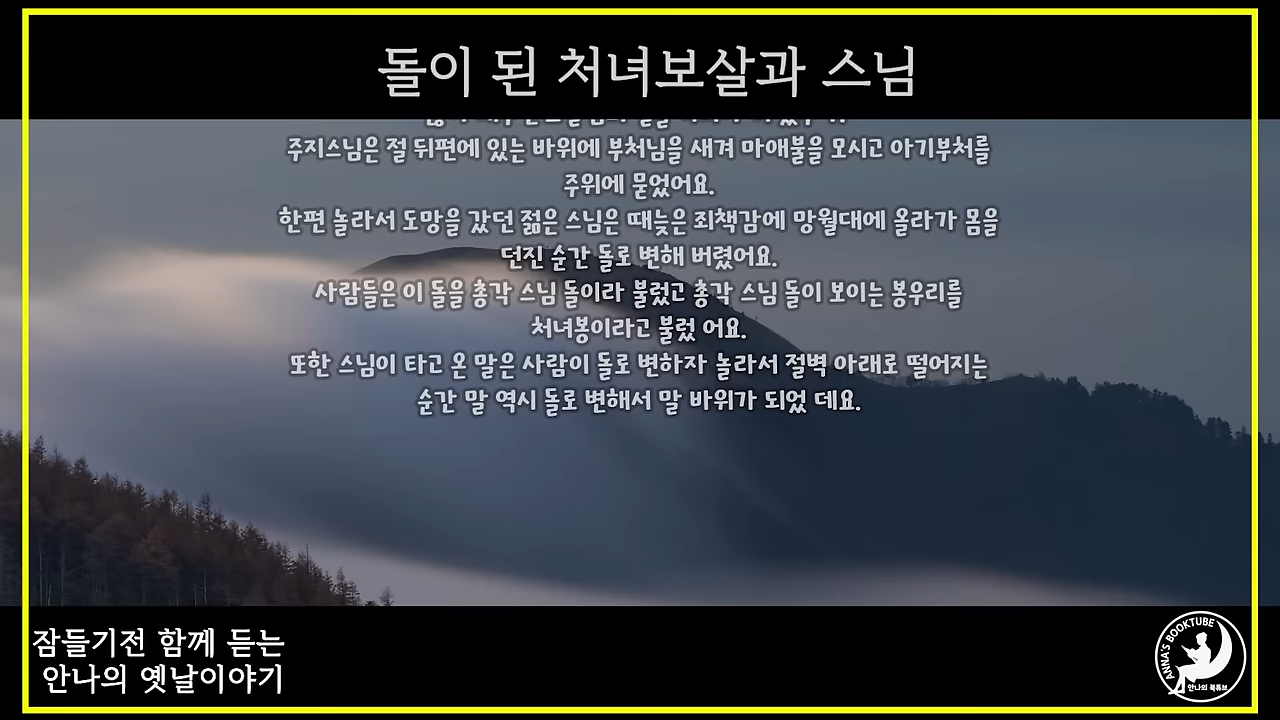 돌이 된 처녀보살과 스님
주지스님은 절 뒤편에 있는 바위에 부처님을 새겨 마애불을 모시고 아기부처를
주위에 묻었어요.
한편 놀라서 도망을 갔던 젊은 스님은 때늦은 죄책감에 망월대에 올라가 몸을
던진 순간 돌로 변해 버렸어요.
사람들은 이 돌을 총각 스님 돌이라 불렀고 총각 스님 돌이 보이는 봉우리를
처녀봉이라고 불렀 어요.
또한 스님이 타고 온 말은 사람이 돌로 변하자 놀라서 절벽 아래로 떨어지는
순간 말 역시 돌로 변해서 말 바위가 되었 데요.
잠들기전 함께 듣는
안나의 옛날이야기
ANNA'S BOOKTUBE
안나의 북튜브